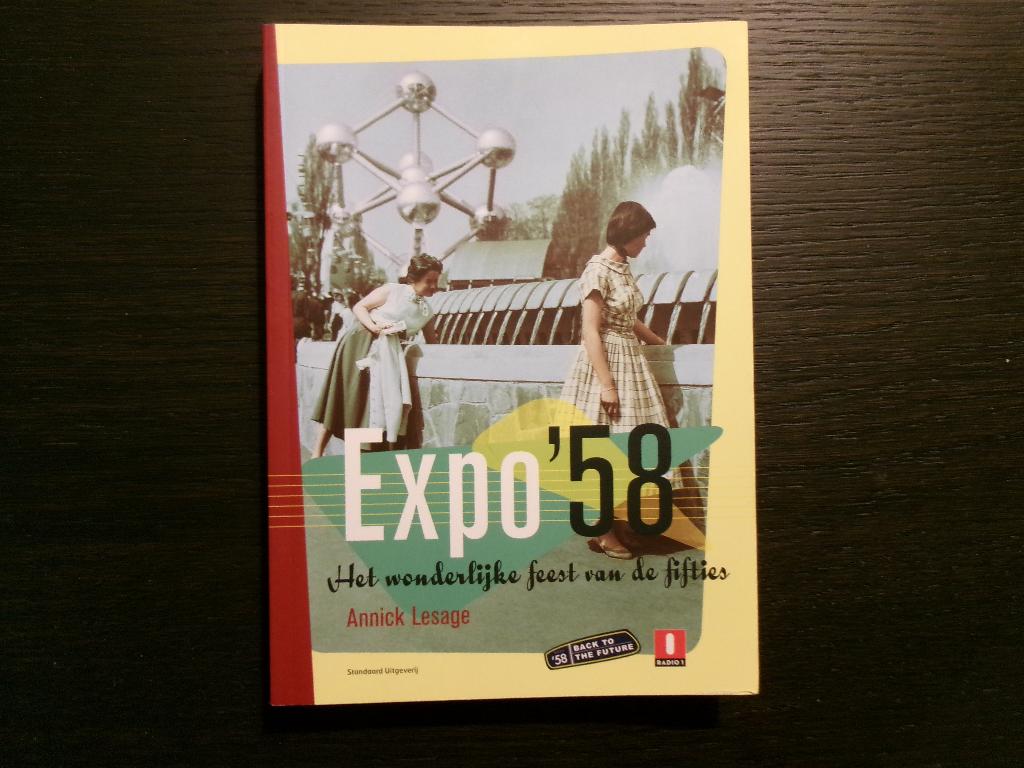 Expo '58
Het wonderlijke feest van de fifties
Annick Lesage
Standaard Uitgeverij
'58 BACK TO
THE FUTURE
RADIO 1